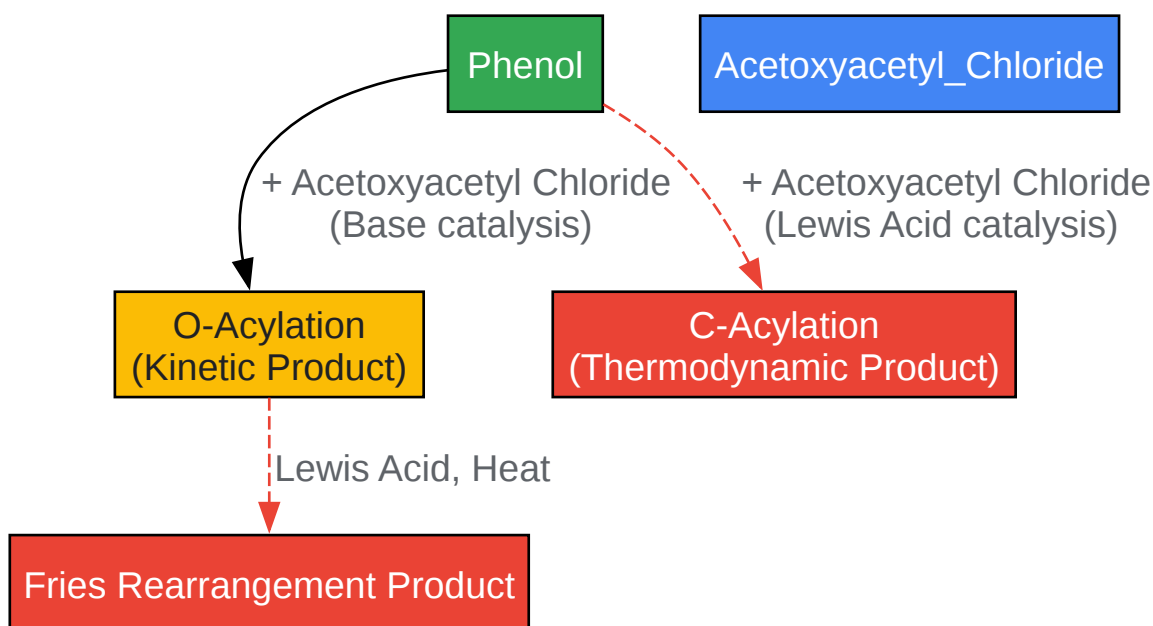 Phenol
Acetoxyacetyl_Chloride
+ Acetoxyacetyl Chloride
(Base catalysis)
+ Acetoxyacetyl Chloride
(Lewis Acid catalysis)
O-Acylation
(Kinetic Product)
C-Acylation
(Thermodynamic Product)
Lewis Acid, Heat
Fries Rearrangement Product